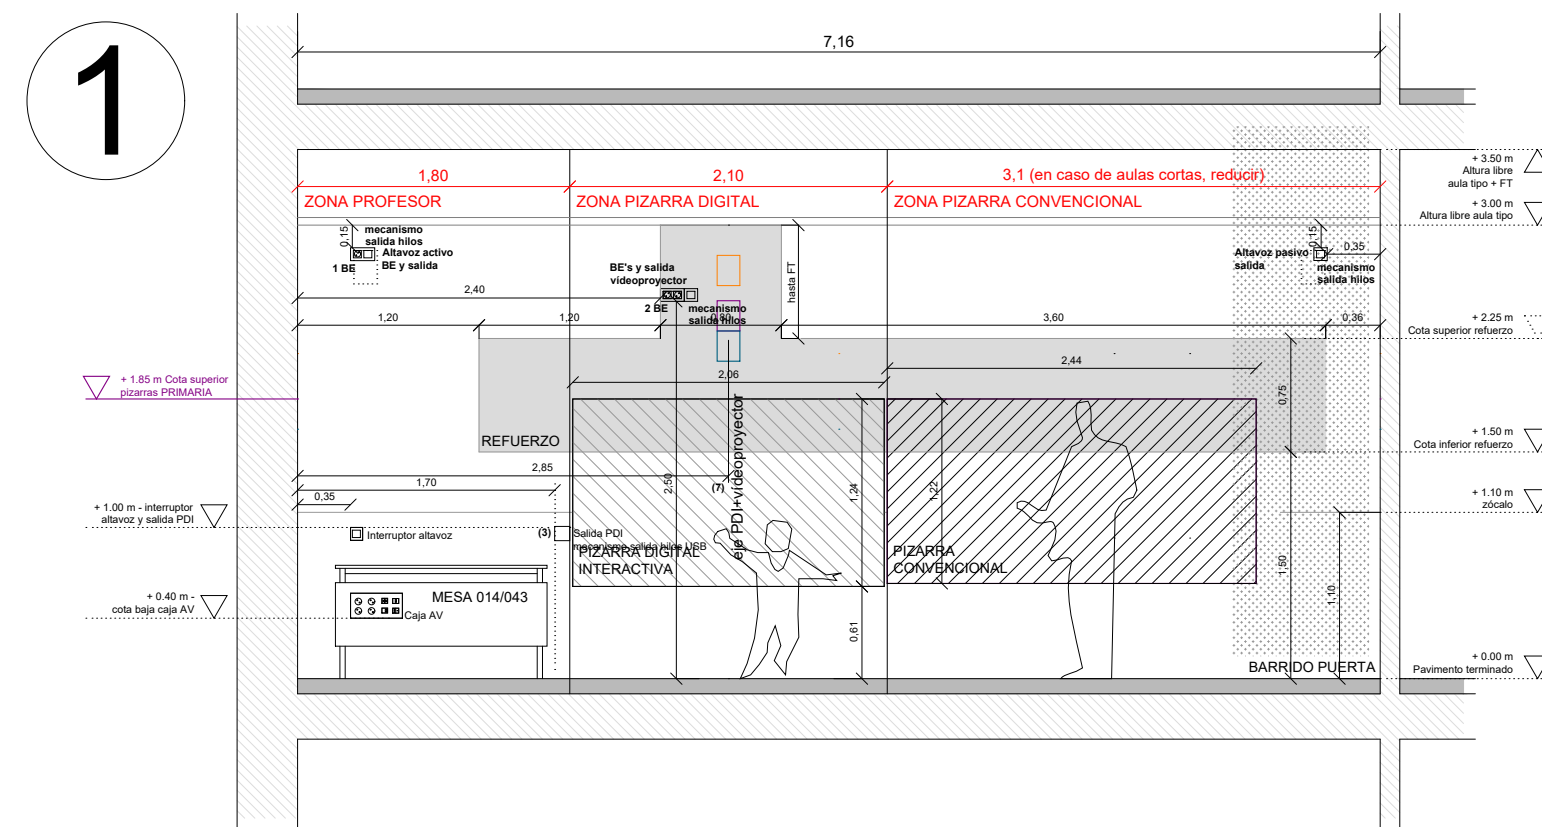 1
7,16
1,80
2,10
3,1 (en caso de aulas cortas, reducir)
ZONA PROFESOR
ZONA PIZARRA DIGITAL
ZONA PIZARRA CONVENCIONAL
+ 3.50 m
Altura libre
aula tipo + FT
+ 3.00 m
Altura libre aula tipo
0,15
mecanismo
salida hilos
Altavoz activo
BE y salida
1 BE
BE's y salida
vídeoproyector
2 BE
mecanismo
salida hilos
hasta FT
0,15
0,35
Altavoz pasivo
salida
mecanismo
salida hilos
2,40
1,20
1,20
0,80
3,60
0,36
+ 2.25 m
Cota superior refuerzo
2,06
2,44
0,75
+ 1.85 m Cota superior
pizarras PRIMARIA
REFUERZO
+ 1.50 m
Cota inferior refuerzo
2,85
1,70
0,35
2,50
(7)
eje PDI+vídeoproyector
1,24
1,22
+ 1.10 m
zócalo
+ 1.00 m - interruptor
altavoz y salida PDI
Interruptor altavoz
(3)
Salida PDI
mecanismo salida hilos USB
PIZARRA DIGITAL
INTERACTIVA
PIZARRA
CONVENCIONAL
1,50
1,10
+ 0.40 m -
cota baja caja AV
MESA 014/043
Caja AV
0,61
BARRIDO PUERTA
+ 0.00 m
Pavimento terminado